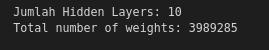 Jumlah Hidden Layers: 10
Total number of weights: 3989285